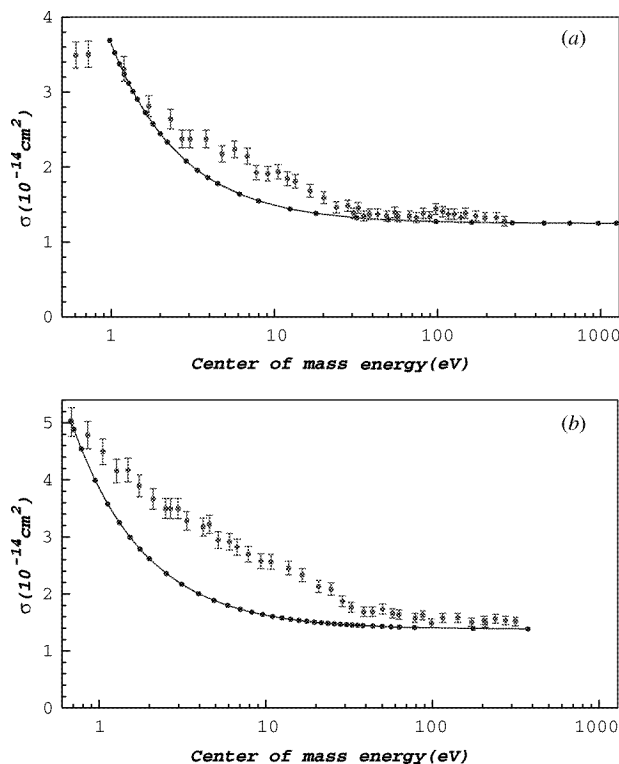 4
(a)
3
σ(10⁻¹⁴cm²)
2
1
0
1 10 100 1000
Center of mass energy(eV)
5
(b)
4
σ(10⁻¹⁴cm²)
3
2
1
0
1 10 100 1000
Center of mass energy(eV)